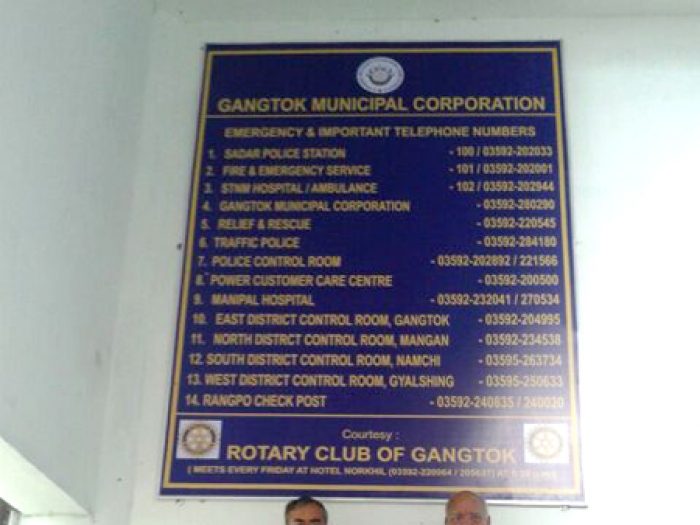 GANGTOK MUNICIPAL CORPORATION
EMERGENCY & IMPORTANT TELEPHONE NUMBERS
1. SADAR POLICE STATION - 100 / 03592-202033
2. FIRE & EMERGENCY SERVICE - 101 / 03592-202001
3. STNM HOSPITAL / AMBULANCE - 102 / 03592-202944
4. GANGTOK MUNICIPAL CORPORATION - 03592-280290
5. RELIEF & RESCUE - 03592-220545
6. TRAFFIC POLICE - 03592-284180
7. POLICE CONTROL ROOM - 03592-202892 / 221566
8. POWER CUSTOMER CARE CENTRE - 03592-200500
9. MANIPAL HOSPITAL - 03592-232041 / 270534
10. EAST DISTRICT CONTROL ROOM, GANGTOK - 03592-204995
11. NORTH DISTRCT CONTROL ROOM, MANGAN - 03592-234538
12. SOUTH DISTRICT CONTROL ROOM, NAMCHI - 03595-263734
13. WEST DISTRICT CONTROL ROOM, GYALSHING - 03595-250633
14. RANGPO CHECK POST - 03592-240835 / 240020
Courtesy :
ROTARY CLUB OF GANGTOK
( MEETS EVERY FRIDAY AT HOTEL NORKHIL AT